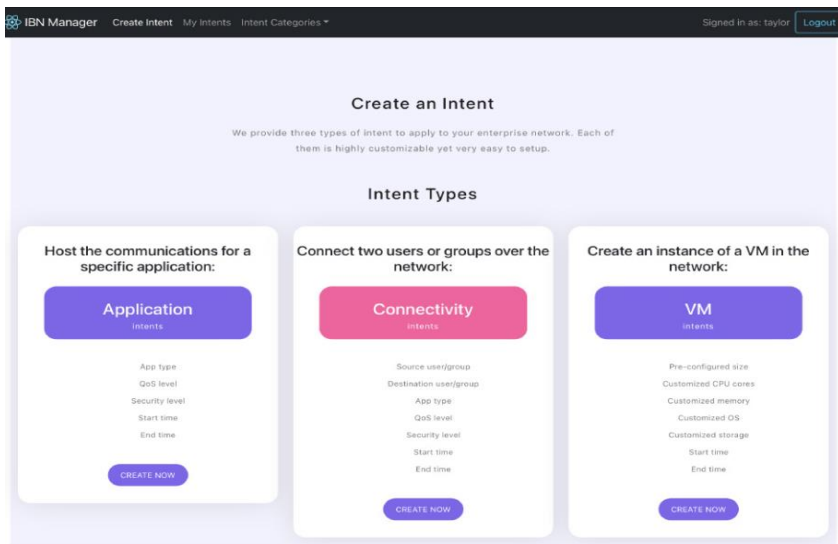 IBN Manager Create Intent My Intents Intent Categories Signed in as: taylor Logout
Create an Intent
We provide three types of intent to apply to your enterprise network. Each of
them is highly customizable yet very easy to setup.
Intent Types
Host the communications for a
specific application:
Application
intents
App type
QoS level
Security level
Start time
End time
CREATE NOW
Connect two users or groups over the
network:
Connectivity
intents
Source user/group
Destination user/group
App type
QoS level
Security level
Start time
End time
CREATE NOW
Create an instance of a VM in the
network:
VM
intents
Pre-configured size
Customized CPU cores
Customized memory
Customized OS
Customized storage
Start time
End time
CREATE NOW